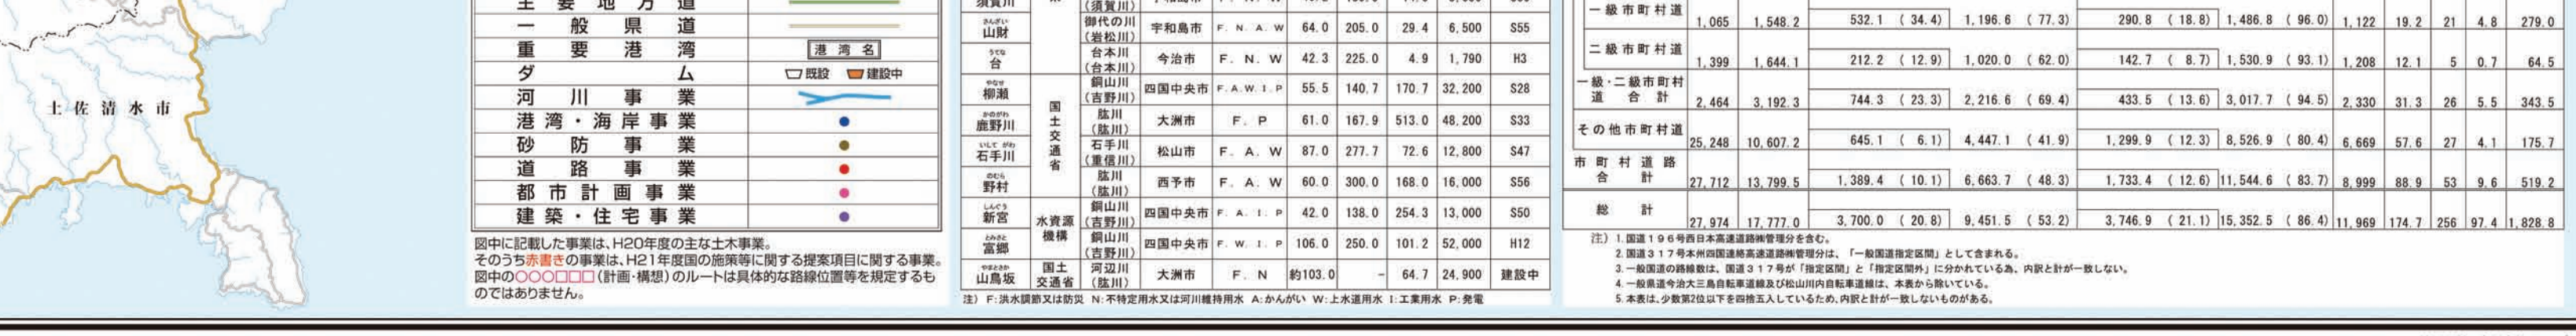 土佐清水市
主要地方道
一般県道
重要港湾 港湾名
ダム 既設 建設中
河川事業
港湾・海岸事業
砂防事業
道路事業
都市計画事業
建築・住宅事業
図中に記載した事業は、H20年度の主な土木事業。
そのうち赤書きの事業は、H21年度国の施策等に関する提案項目に関する事業。
図中の○○○□□□（計画・構想）のルートは具体的な路線位置等を規定するも
のではありません。
須賀川 (須賀川)
さんざい
山財 御代の川 (岩松川) 宇和島市 F. N. A. W 64.0 205.0 29.4 6,500 S55
うてな
台 台本川 (台本川) 今治市 F. N. W 42.3 225.0 4.9 1,790 H3
やなせ
柳瀬 国土交通省 銅山川 (吉野川) 四国中央市 F.A.W.I.P 55.5 140.7 170.7 32,200 S28
かのがわ
鹿野川 肱川 (肱川) 大洲市 F. P 61.0 167.9 513.0 48,200 S33
いしてがわ
石手川 石手川 (重信川) 松山市 F. A. W 87.0 277.7 72.6 12,800 S47
のむら
野村 肱川 (肱川) 西予市 F. A. W 60.0 300.0 168.0 16,000 S56
しんぐう
新宮 水資源機構 銅山川 (吉野川) 四国中央市 F. A. I. P 42.0 138.0 254.3 13,000 S50
とみさと
富郷 銅山川 (吉野川) 四国中央市 F. W. I. P 106.0 250.0 101.2 52,000 H12
やまとさか
山鳥坂 国土交通省 河辺川 (肱川) 大洲市 F. N 約103.0 － 64.7 24,900 建設中
注） F:洪水調節又は防災 N:不特定用水又は河川維持用水 A:かんがい W:上水道用水 I:工業用水 P:発電
一級市町村道 1,065 1,548.2 532.1 (34.4) 1,196.6 (77.3) 290.8 (18.8) 1,486.8 (96.0) 1,122 19.2 21 4.8 279.0
二級市町村道 1,399 1,644.1 212.2 (12.9) 1,020.0 (62.0) 142.7 (8.7) 1,530.9 (93.1) 1,208 12.1 5 0.7 64.5
一級・二級市町村道合計 2,464 3,192.3 744.3 (23.3) 2,216.6 (69.4) 433.5 (13.6) 3,017.7 (94.5) 2,330 31.3 26 5.5 343.5
その他市町村道 25,248 10,607.2 645.1 (6.1) 4,447.1 (41.9) 1,299.9 (12.3) 8,526.9 (80.4) 6,669 57.6 27 4.1 175.7
市町村道路合計 27,712 13,799.5 1,389.4 (10.1) 6,663.7 (48.3) 1,733.4 (12.6) 11,544.6 (83.7) 8,999 88.9 53 9.6 519.2
総計 27,974 17,777.0 3,700.0 (20.8) 9,451.5 (53.2) 3,746.9 (21.1) 15,352.5 (86.4) 11,969 174.7 256 97.4 1,828.8
注） 1.国道196号西日本高速道路㈱管理分を含む。
2.国道317号本州四国連絡高速道路㈱管理分は、「一般国道指定区間」として含まれる。
3.一般国道の路線数は、国道317号が「指定区間」と「指定区間外」に分かれている為、内訳と計が一致しない。
4.一般県道今治大三島自転車道線及び松山川内自転車道線は、本表から除いている。
5.本表は、少数第2位以下を四捨五入しているため、内訳と計が一致しないものがある。